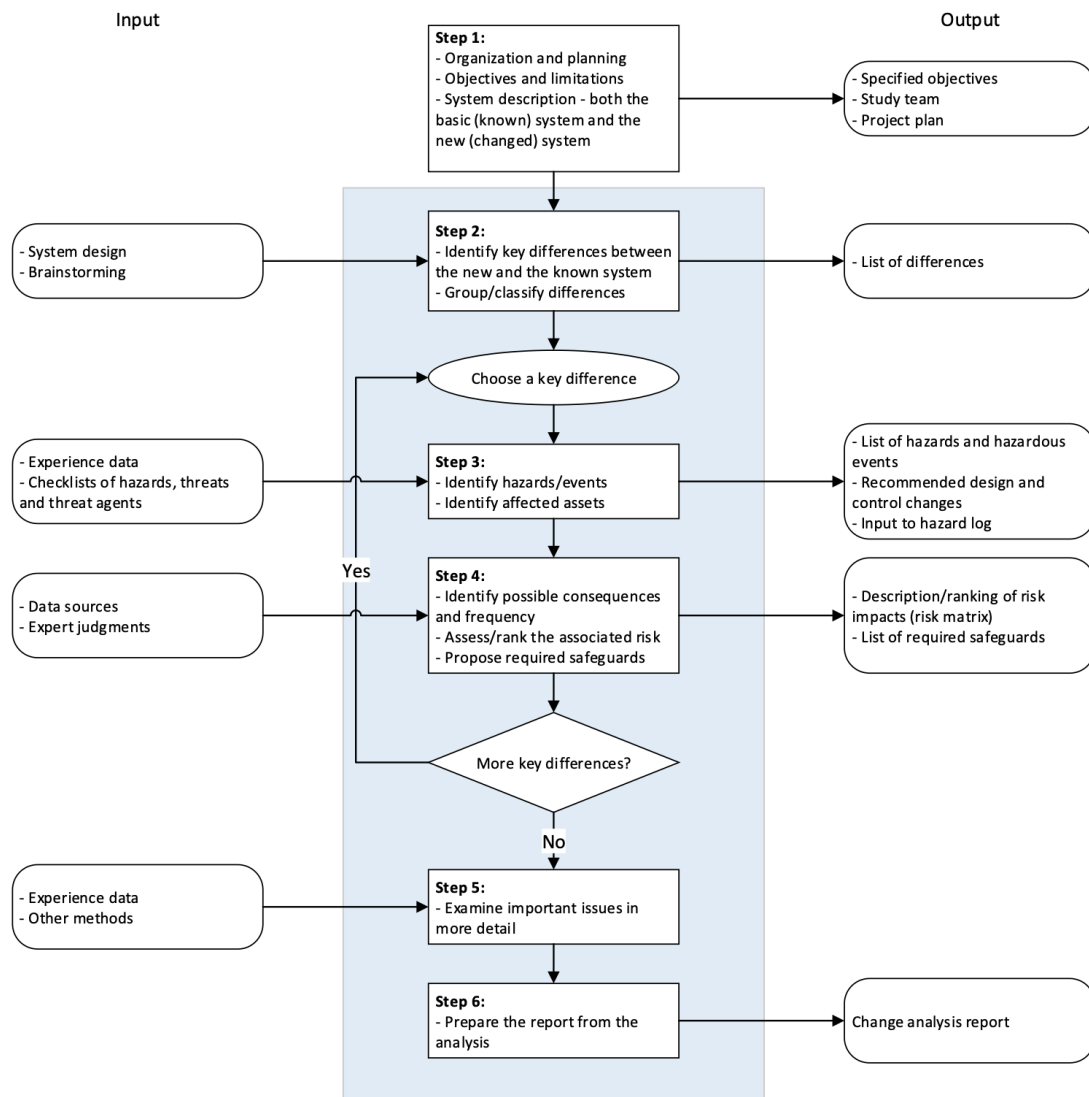 Input
Output
Step 1:
- Organization and planning
- Objectives and limitations
- System description - both the
basic (known) system and the
new (changed) system
- Specified objectives
- Study team
- Project plan
- System design
- Brainstorming
Step 2:
- Identify key differences between
the new and the known system
- Group/classify differences
- List of differences
Choose a key difference
- Experience data
- Checklists of hazards, threats
and threat agents
Step 3:
- Identify hazards/events
- Identify affected assets
- List of hazards and hazardous
events
- Recommended design and
control changes
- Input to hazard log
Yes
- Data sources
- Expert judgments
Step 4:
- Identify possible consequences
and frequency
- Assess/rank the associated risk
- Propose required safeguards
- Description/ranking of risk
impacts (risk matrix)
- List of required safeguards
More key differences?
No
- Experience data
- Other methods
Step 5:
- Examine important issues in
more detail
Step 6:
- Prepare the report from the
analysis
Change analysis report